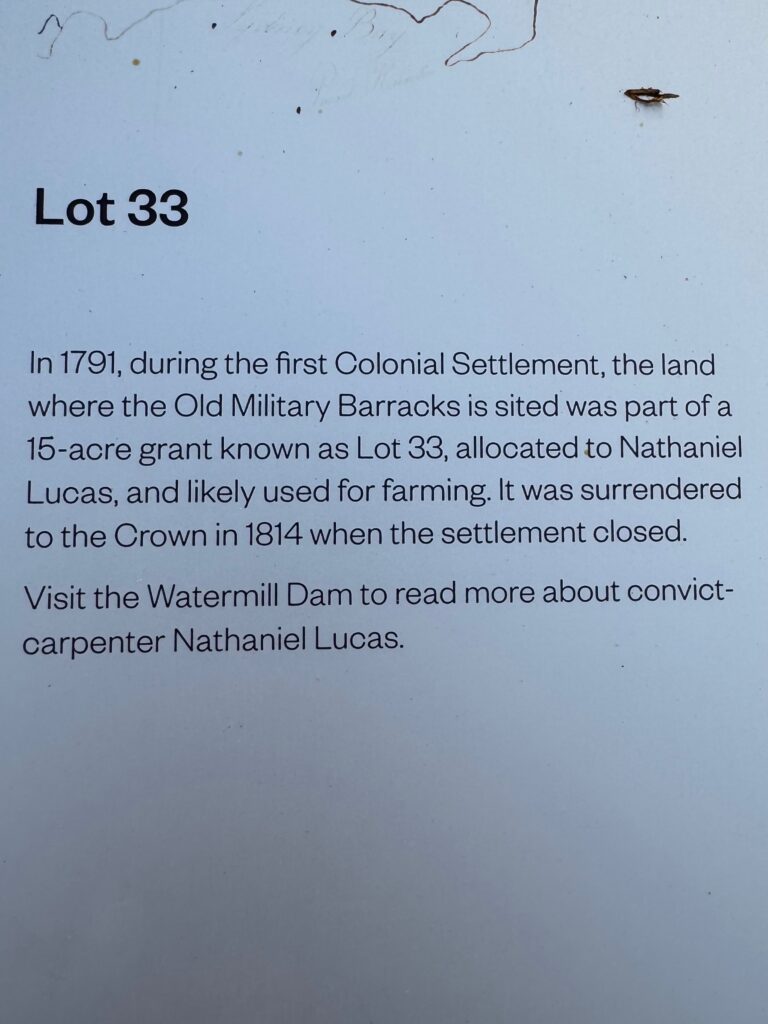 Sydney Bay
Lot 33
In 1791, during the first Colonial Settlement, the land
where the Old Military Barracks is sited was part of a
15-acre grant known as Lot 33, allocated to Nathaniel
Lucas, and likely used for farming. It was surrendered
to the Crown in 1814 when the settlement closed.
Visit the Watermill Dam to read more about convict-
carpenter Nathaniel Lucas.